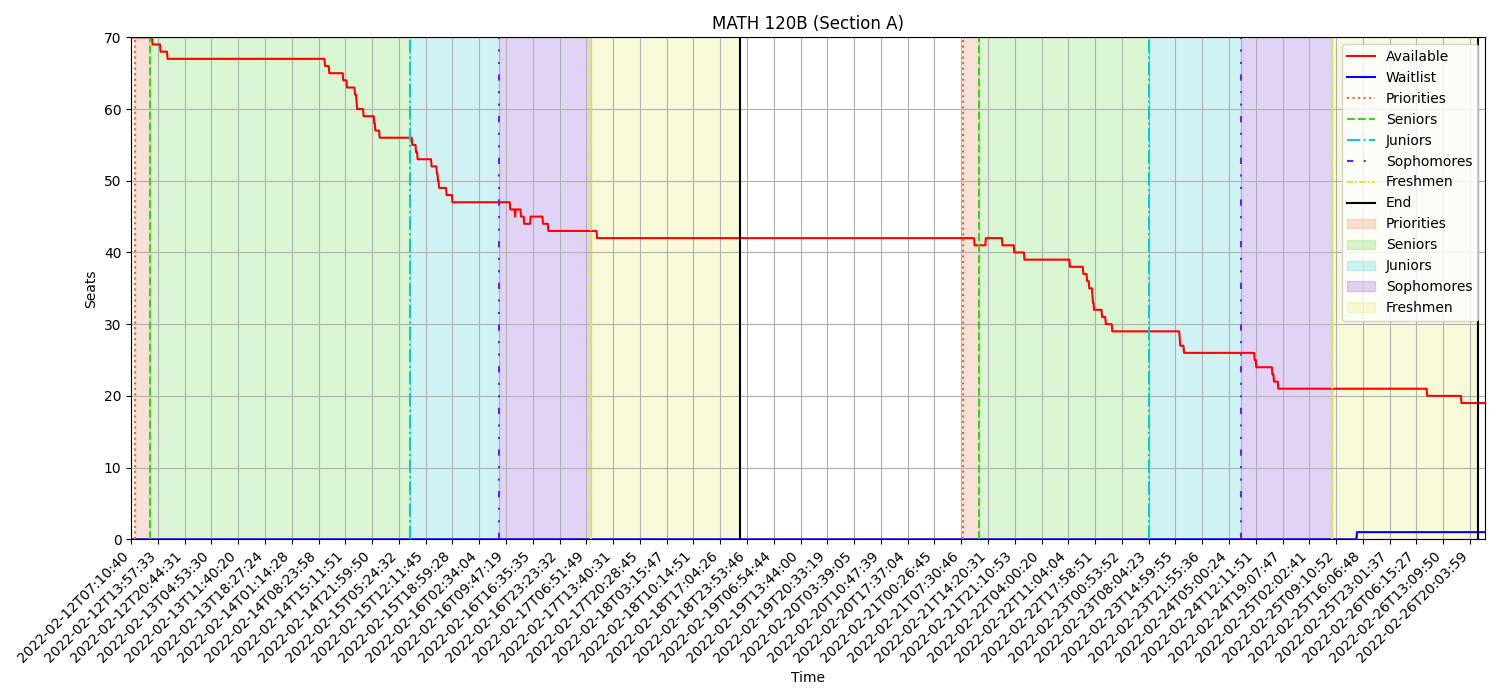 MATH 120B (Section A)
Seats
70
60
50
40
30
20
10
0
Available
Waitlist
Priorities
Seniors
Juniors
Sophomores
Freshmen
End
Priorities
Seniors
Juniors
Sophomores
Freshmen
2022-02-12T07:10:40
2022-02-12T13:57:33
2022-02-12T20:44:31
2022-02-13T04:53:30
2022-02-13T11:40:20
2022-02-13T18:27:24
2022-02-14T01:14:28
2022-02-14T08:23:58
2022-02-14T15:11:51
2022-02-14T21:59:50
2022-02-15T05:24:32
2022-02-15T12:11:45
2022-02-15T18:59:28
2022-02-16T02:34:04
2022-02-16T09:47:19
2022-02-16T16:35:35
2022-02-16T23:23:32
2022-02-17T06:51:49
2022-02-17T13:40:31
2022-02-17T20:28:45
2022-02-18T03:15:47
2022-02-18T10:14:51
2022-02-18T17:04:26
2022-02-18T23:53:46
2022-02-19T06:54:44
2022-02-19T13:44:00
2022-02-19T20:33:19
2022-02-20T03:39:05
2022-02-20T10:47:39
2022-02-20T17:37:04
2022-02-21T00:26:45
2022-02-21T07:30:46
2022-02-21T14:20:31
2022-02-21T21:10:53
2022-02-22T04:00:20
2022-02-22T11:04:04
2022-02-22T17:58:51
2022-02-23T00:53:52
2022-02-23T08:04:23
2022-02-23T14:59:55
2022-02-23T21:55:36
2022-02-24T05:00:24
2022-02-24T12:11:51
2022-02-24T19:07:47
2022-02-25T02:02:41
2022-02-25T09:10:52
2022-02-25T16:06:48
2022-02-25T23:01:37
2022-02-26T06:15:27
2022-02-26T13:09:50
2022-02-26T20:03:59
Time